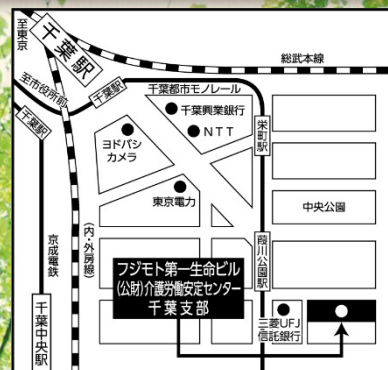 至東京
千葉駅
総武本線
至市役所前
千葉駅
千葉都市モノレール
千葉興業銀行
NTT
千葉駅
ヨドバシ
カメラ
栄町駅
東京電力
中央公園
京成電鉄
(内・外房線)
葭川公園駅
フジモト第一生命ビル
(公財)介護労働安定センター
千葉支部
千葉中央駅
三菱UFJ
信託銀行